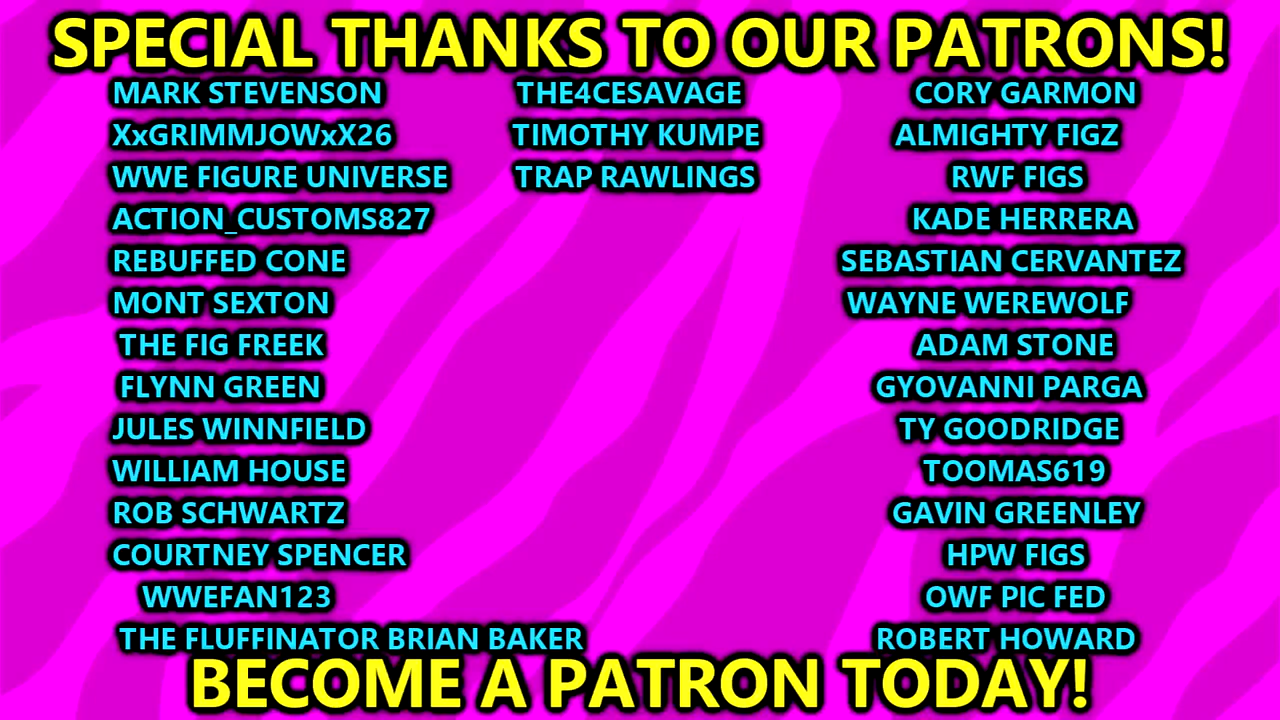 SPECIAL THANKS TO OUR PATRONS!
MARK STEVENSON
XxGRIMMJOWxX26
WWE FIGURE UNIVERSE
ACTION_CUSTOMS827
REBUFFED CONE
MONT SEXTON
THE FIG FREEK
FLYNN GREEN
JULES WINNFIELD
WILLIAM HOUSE
ROB SCHWARTZ
COURTNEY SPENCER
WWEFAN123
THE FLUFFINATOR BRIAN BAKER
THE4CESAVAGE
TIMOTHY KUMPE
TRAP RAWLINGS
CORY GARMON
ALMIGHTY FIGZ
RWF FIGS
KADE HERRERA
SEBASTIAN CERVANTEZ
WAYNE WEREWOLF
ADAM STONE
GYOVANNI PARGA
TY GOODRIDGE
TOOMAS619
GAVIN GREENLEY
HPW FIGS
OWF PIC FED
ROBERT HOWARD
BECOME A PATRON TODAY!